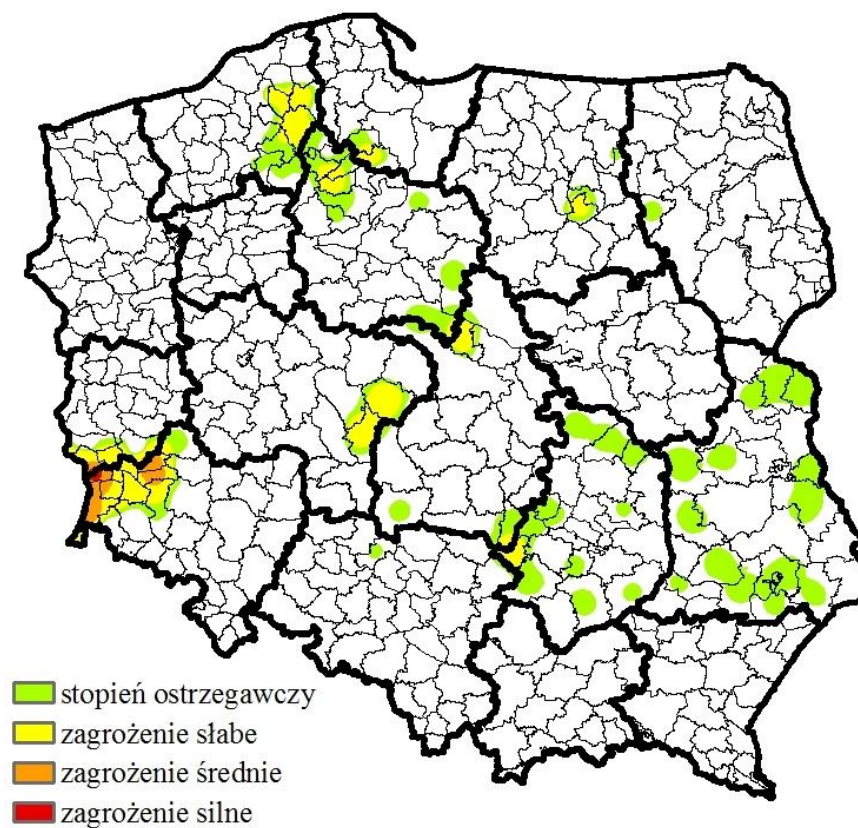 stopień ostrzegawczy
zagrożenie słabe
zagrożenie średnie
zagrożenie silne